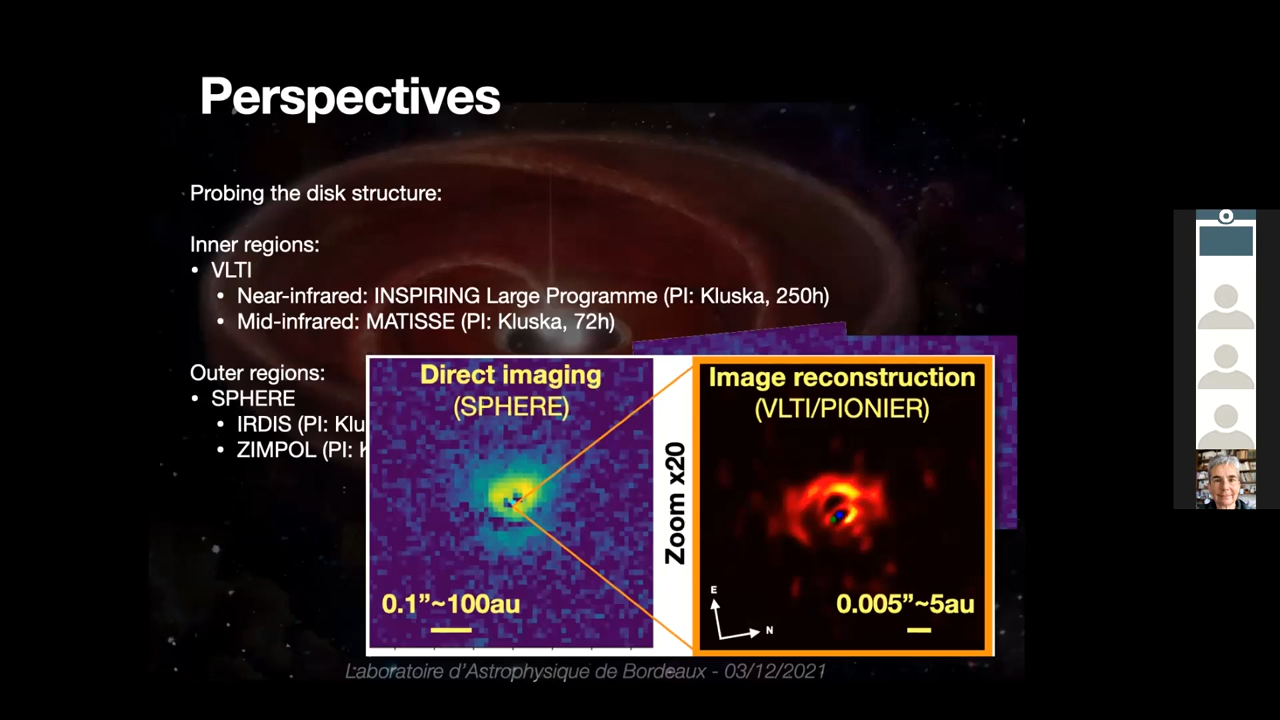 Perspectives
Probing the disk structure:
Inner regions:
• VLTI
• Near-infrared: INSPIRING Large Programme (PI: Kluska, 250h)
• Mid-infrared: MATISSE (PI: Kluska, 72h)
Outer regions:
• SPHERE
• IRDIS (PI: Klu
• ZIMPOL (PI: K
Direct imaging
(SPHERE)
0.1”~100au
Zoom x20
Image reconstruction
(VLTI/PIONIER)
E
N
0.005”~5au
Laboratoire d’Astrophysique de Bordeaux - 03/12/2021